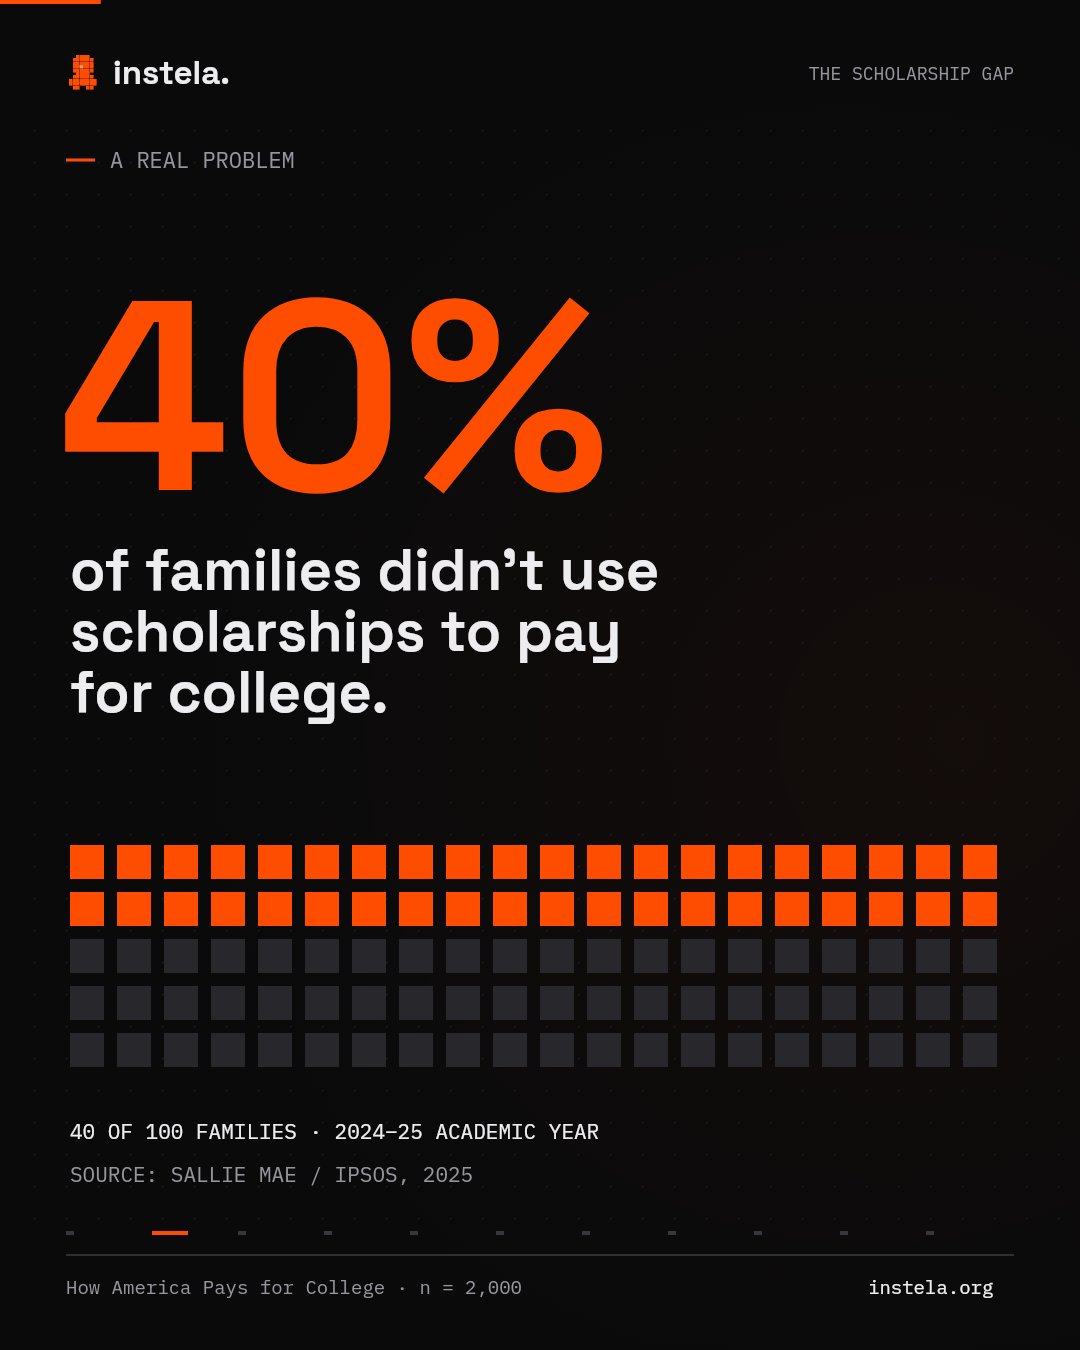 instela.
THE SCHOLARSHIP GAP
A REAL PROBLEM
40%
of families didn’t use
scholarships to pay
for college.
40 OF 100 FAMILIES · 2024–25 ACADEMIC YEAR
SOURCE: SALLIE MAE / IPSOS, 2025
How America Pays for College · n = 2,000
instela.org